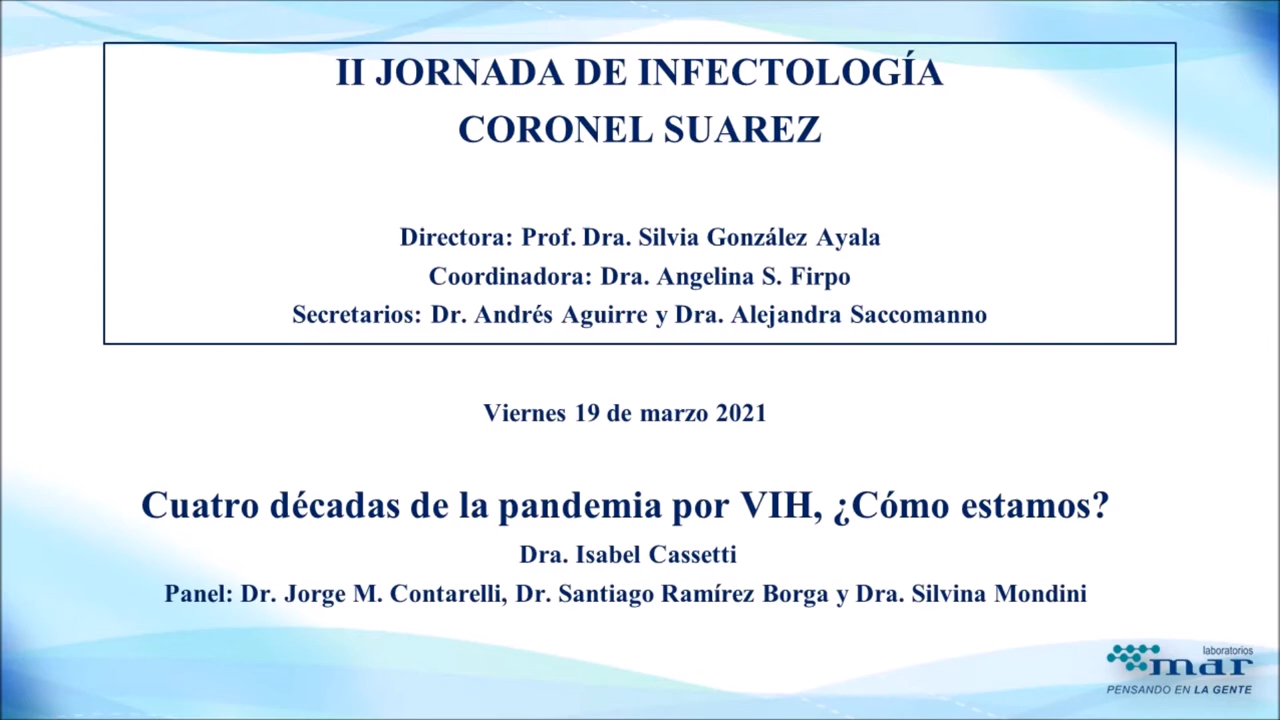 II JORNADA DE INFECTOLOGÍA
CORONEL SUAREZ
Directora: Prof. Dra. Silvia González Ayala
Coordinadora: Dra. Angelina S. Firpo
Secretarios: Dr. Andrés Aguirre y Dra. Alejandra Saccomanno
Viernes 19 de marzo 2021
Cuatro décadas de la pandemia por VIH, ¿Cómo estamos?
Dra. Isabel Cassetti
Panel: Dr. Jorge M. Contarelli, Dr. Santiago Ramírez Borga y Dra. Silvina Mondini
laboratorios
mar
PENSANDO EN LA GENTE